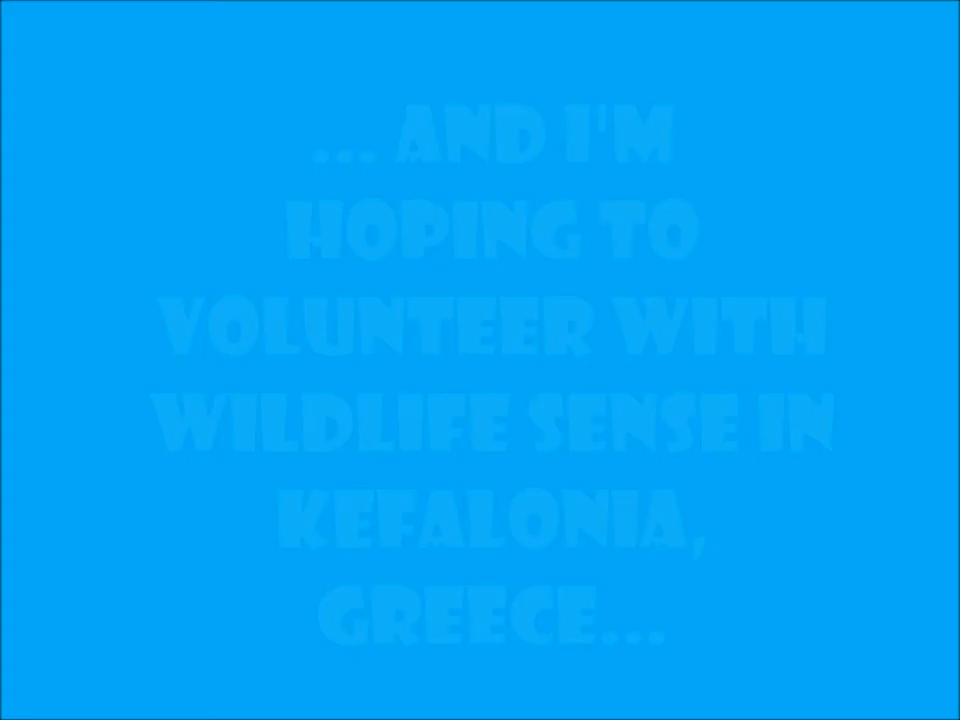 ... AND I'M
HOPING TO
VOLUNTEER WITH
WILDLIFE SENSE IN
KEFALONIA,
GREECE...